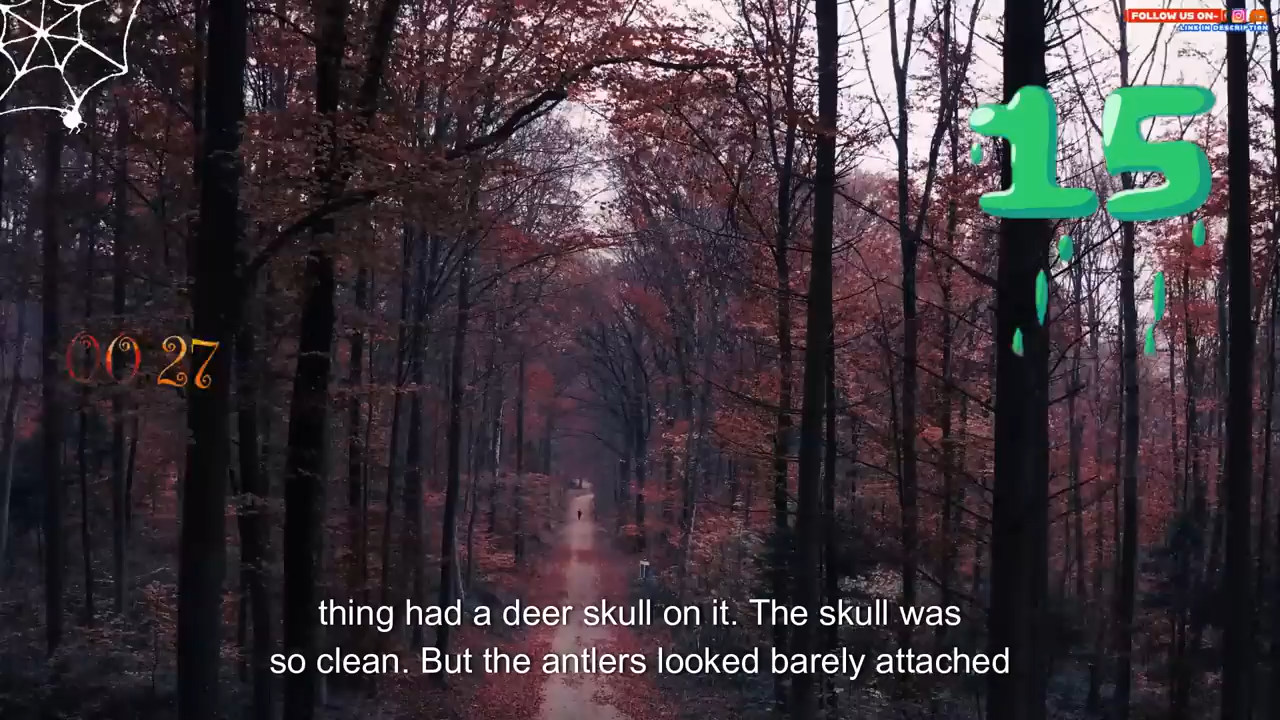 FOLLOW US ON-
LINK IN DESCRIPTION
15
00:27
thing had a deer skull on it. The skull was
so clean. But the antlers looked barely attached